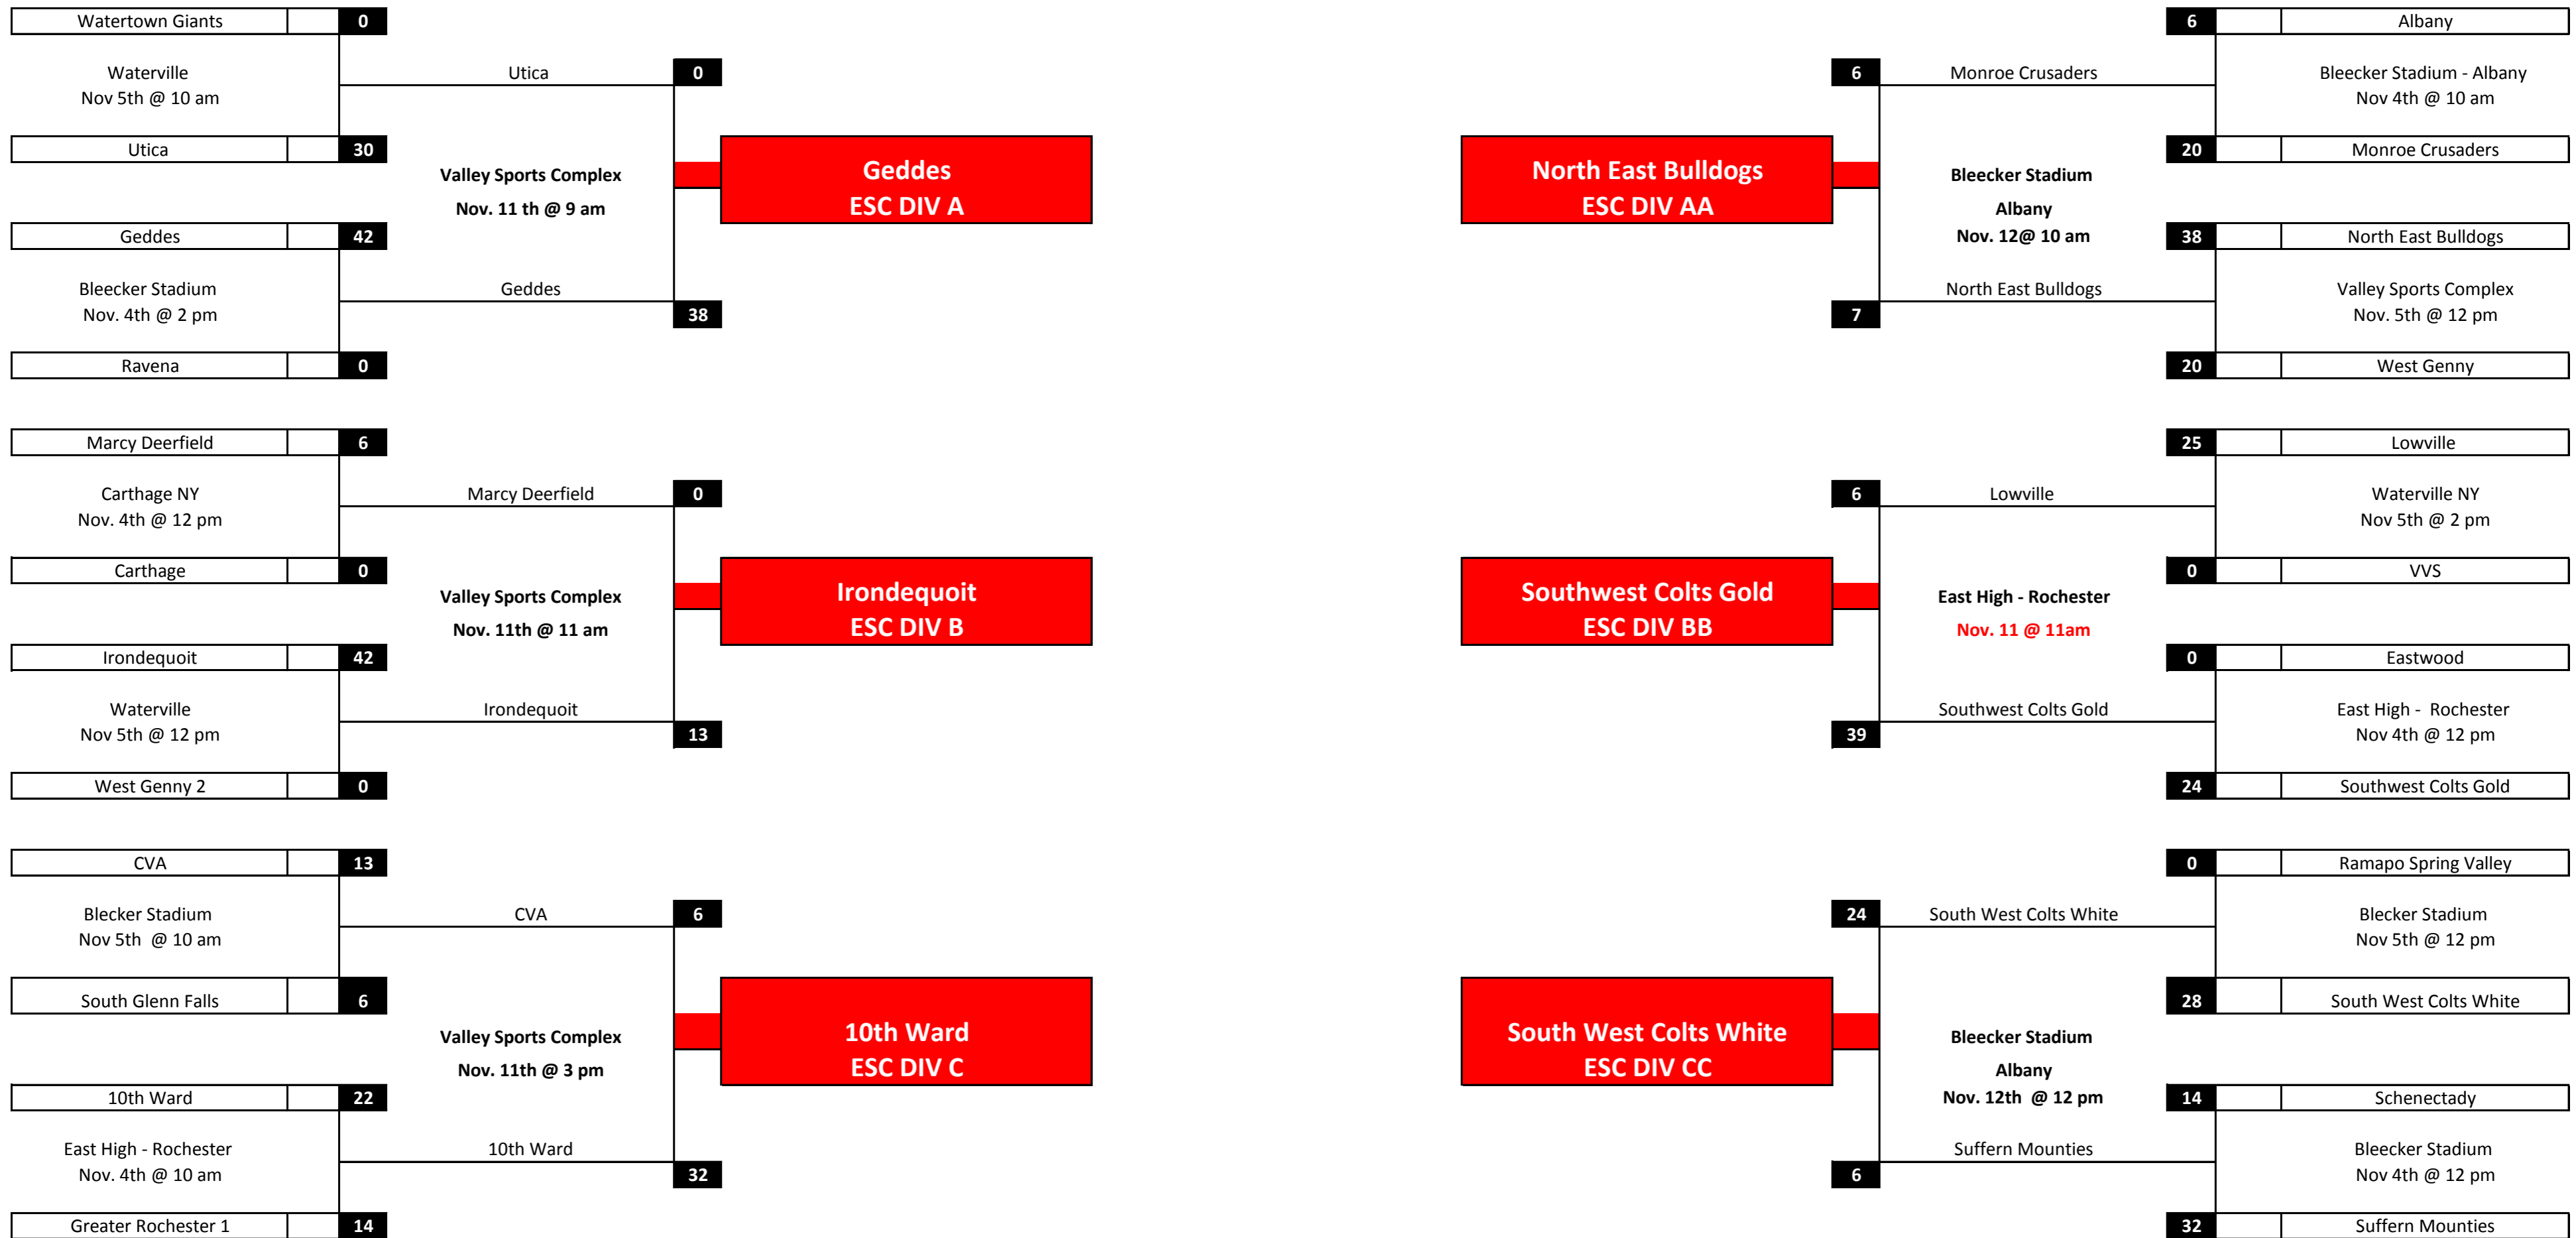 Watertown Giants 0
Waterville
Nov 5th @ 10 am
Utica 30
Utica 0
Valley Sports Complex
Nov. 11 th @ 9 am
Geddes
ESC DIV A
Geddes 42
Bleecker Stadium
Nov. 4th @ 2 pm
Ravena 0
Geddes
38
Marcy Deerfield 6
Carthage NY
Nov. 4th @ 12 pm
Carthage 0
Marcy Deerfield 0
Valley Sports Complex
Nov. 11th @ 11 am
Irondequoit
ESC DIV B
Irondequoit 42
Waterville
Nov 5th @ 12 pm
West Genny 2 0
Irondequoit
13
CVA 13
Blecker Stadium
Nov 5th @ 10 am
South Glenn Falls 6
CVA 6
Valley Sports Complex
Nov. 11th @ 3 pm
10th Ward
ESC DIV C
10th Ward 22
East High - Rochester
Nov. 4th @ 10 am
Greater Rochester 1 14
10th Ward
32
6 Albany
Bleecker Stadium - Albany
Nov 4th @ 10 am
20 Monroe Crusaders
6 Monroe Crusaders
North East Bulldogs
ESC DIV AA
Bleecker Stadium
Albany
Nov. 12@ 10 am
38 North East Bulldogs
Valley Sports Complex
Nov. 5th @ 12 pm
20 West Genny
North East Bulldogs
7
25 Lowville
Waterville NY
Nov 5th @ 2 pm
0 VVS
6 Lowville
Southwest Colts Gold
ESC DIV BB
East High - Rochester
Nov. 11 @ 11am
0 Eastwood
East High - Rochester
Nov 4th @ 12 pm
24 Southwest Colts Gold
Southwest Colts Gold
39
0 Ramapo Spring Valley
Blecker Stadium
Nov 5th @ 12 pm
28 South West Colts White
24 South West Colts White
South West Colts White
ESC DIV CC
Bleecker Stadium
Albany
Nov. 12th @ 12 pm
14 Schenectady
Bleecker Stadium
Nov 4th @ 12 pm
32 Suffern Mounties
Suffern Mounties
6